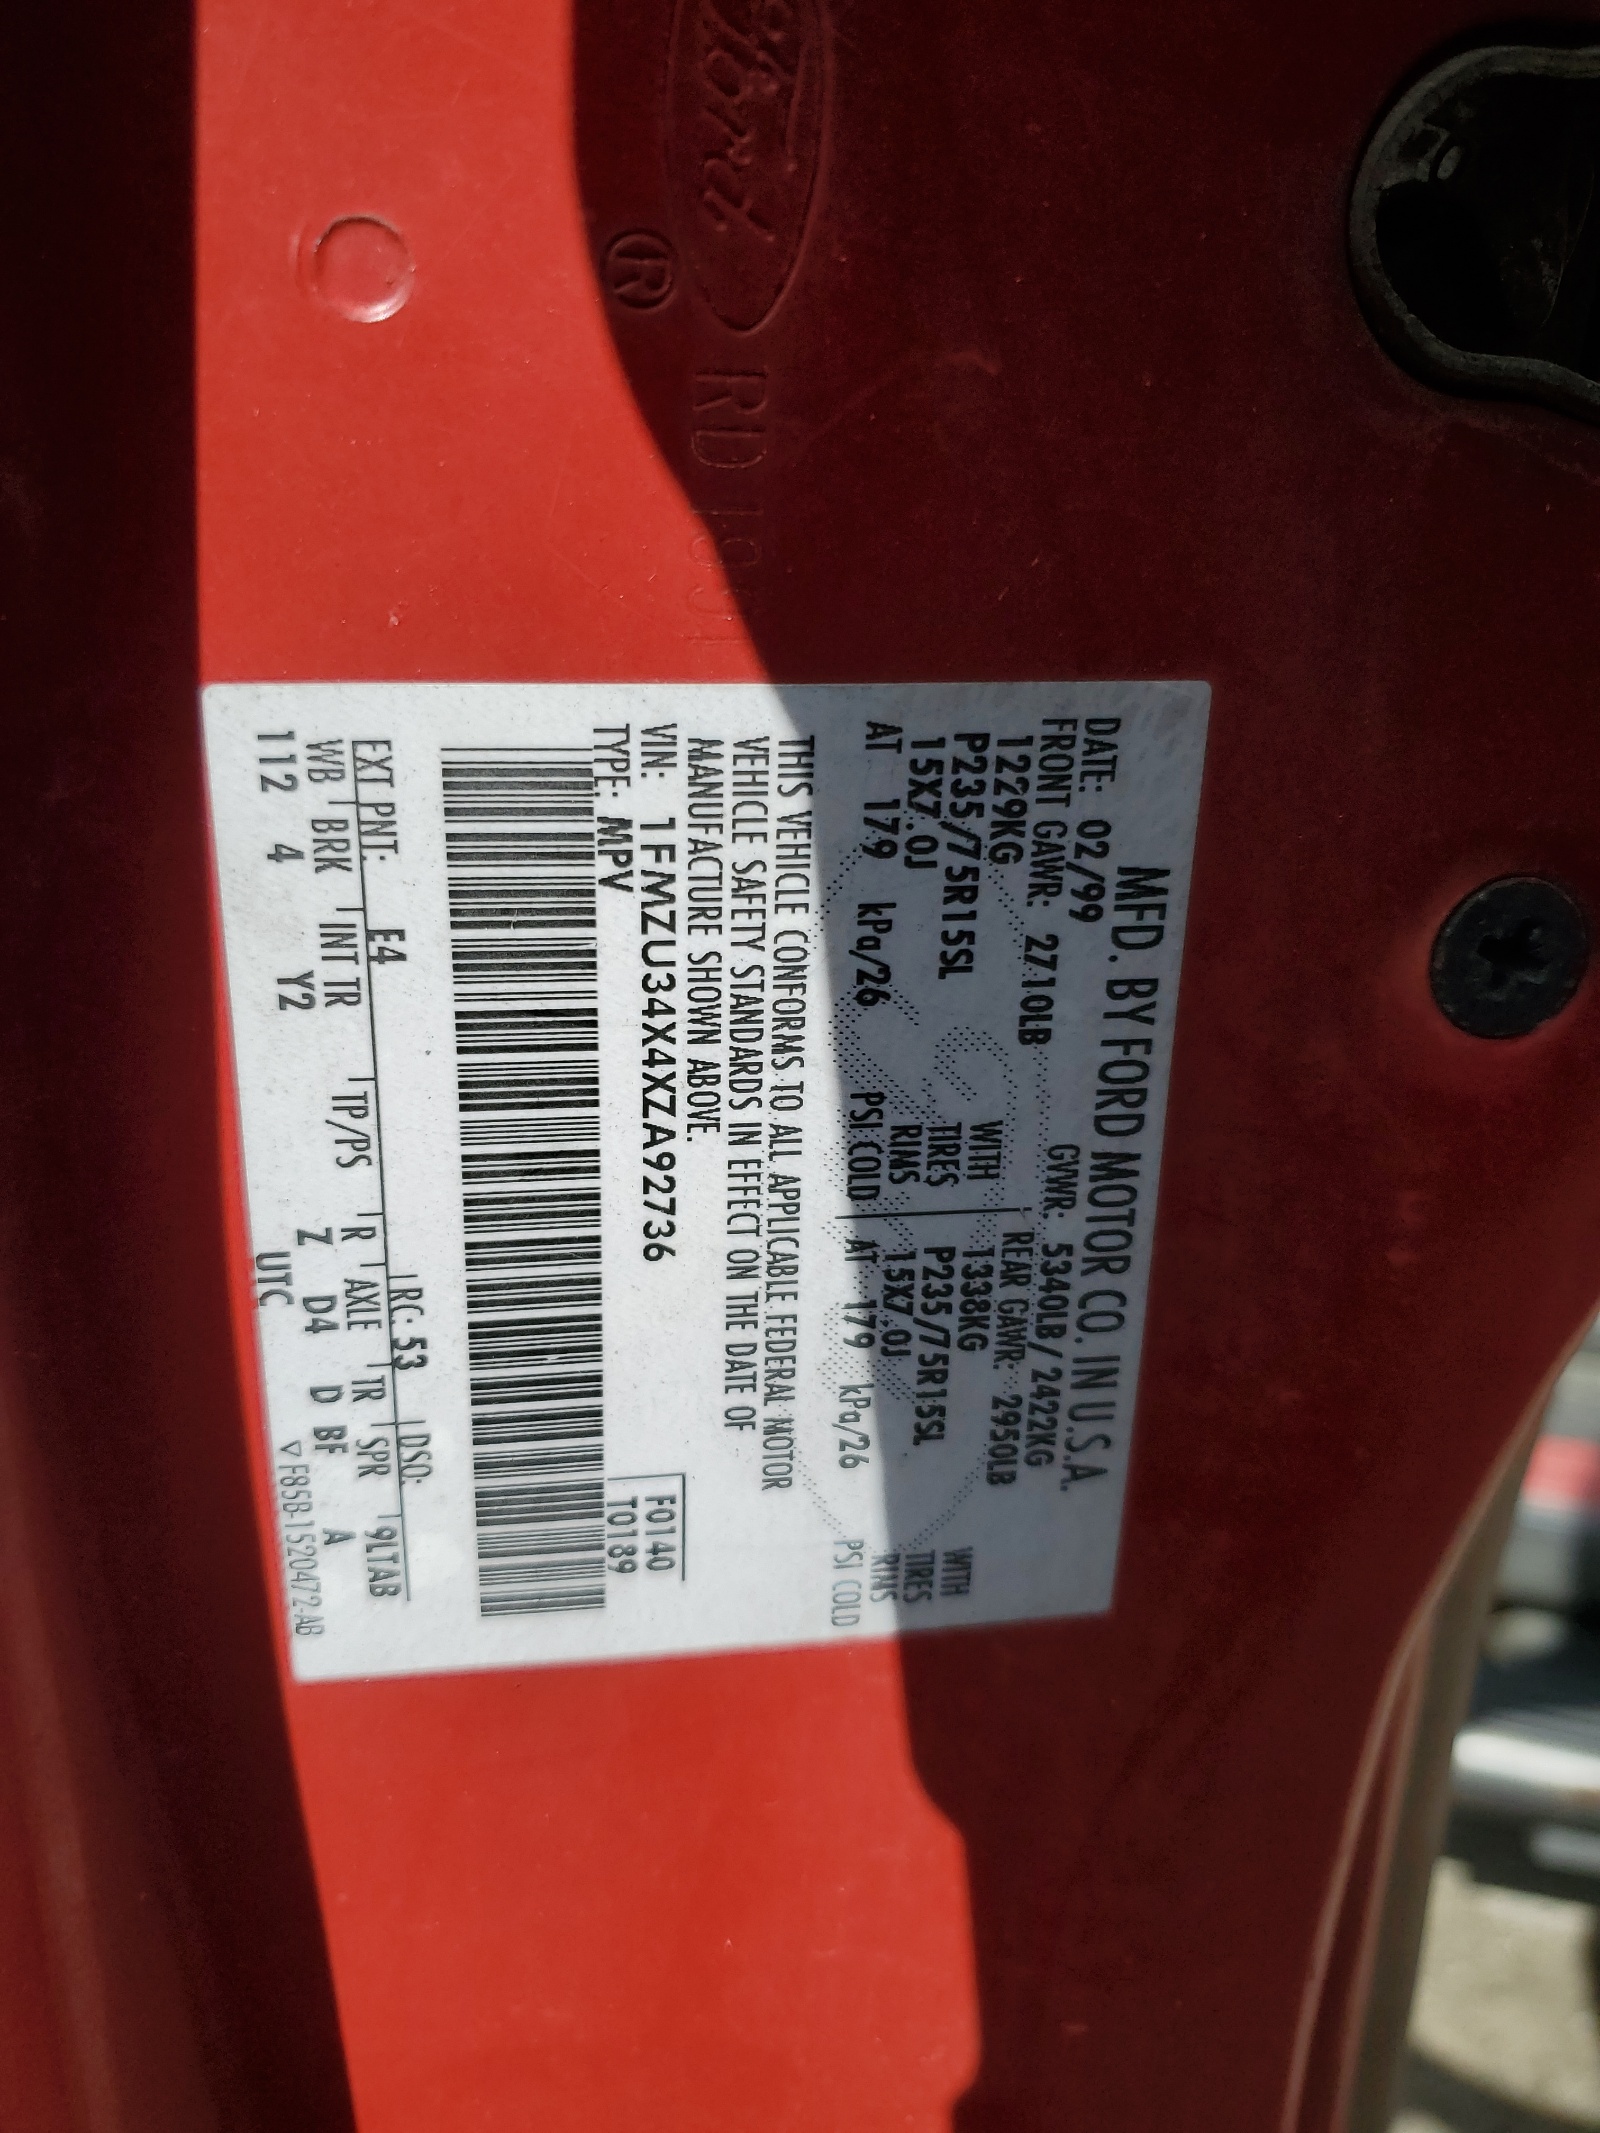 Ford
®
RD
MFD. BY FORD MOTOR CO. IN U.S.A.
DATE: 02/99 GVWR: 5340LB/2422KG
FRONT GAWR: 2710LB REAR GAWR: 2950LB
1229KG WITH 1338KG WITH
P235/75R15SL TIRES P235/75R15SL TIRES
15X7.0J RIMS 15X7.0J RIMS
AT 179 kPa/26 PSI COLD AT 179 kPa/26 PSI COLD
THIS VEHICLE CONFORMS TO ALL APPLICABLE FEDERAL MOTOR
VEHICLE SAFETY STANDARDS IN EFFECT ON THE DATE OF
MANUFACTURE SHOWN ABOVE.
VIN: 1FMZU34X4XZA92736 F0140
TYPE: MPV T0189
EXT PNT: E4 RC: 53 DSO:
WB BRK INT TR TP/PS R AXLE TR SPR 9LTAB
112 4 Y2 Z D4 D BF A
UTC ▽F85B-1520472-AB